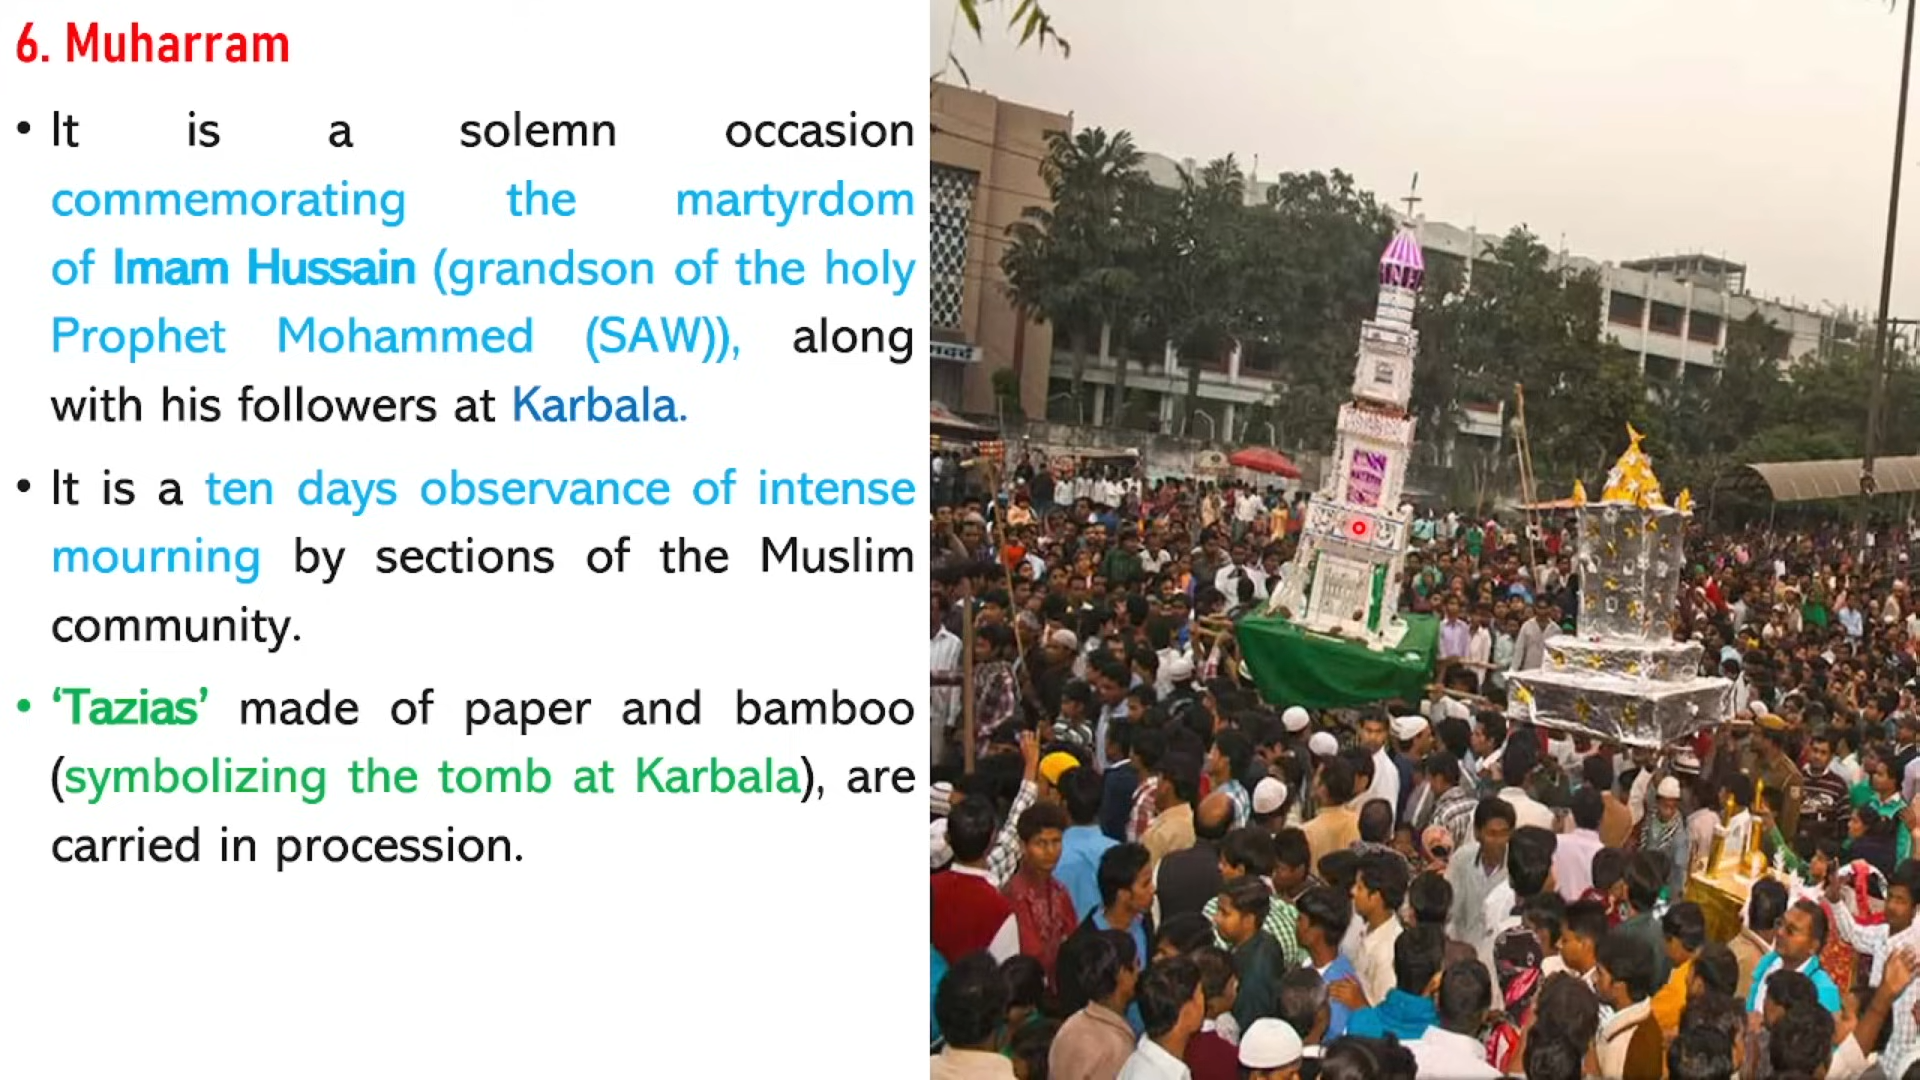 6. Muharram
• It is a solemn occasion
commemorating the martyrdom
of Imam Hussain (grandson of the holy
Prophet Mohammed (SAW)), along
with his followers at Karbala.
• It is a ten days observance of intense
mourning by sections of the Muslim
community.
• ‘Tazias’ made of paper and bamboo
(symbolizing the tomb at Karbala), are
carried in procession.